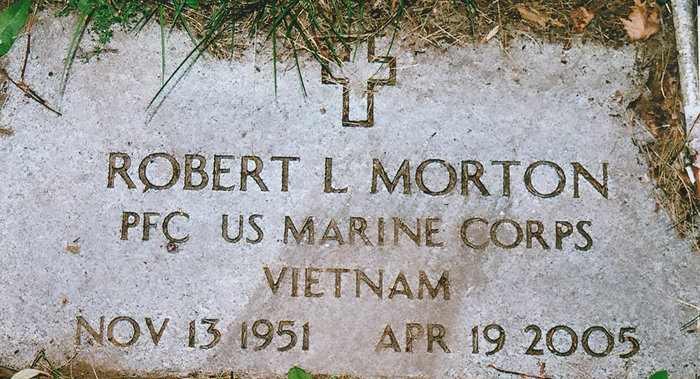 ROBERT L MORTON
PFC US MARINE CORPS
VIETNAM
NOV 13 1951 APR 19 2005